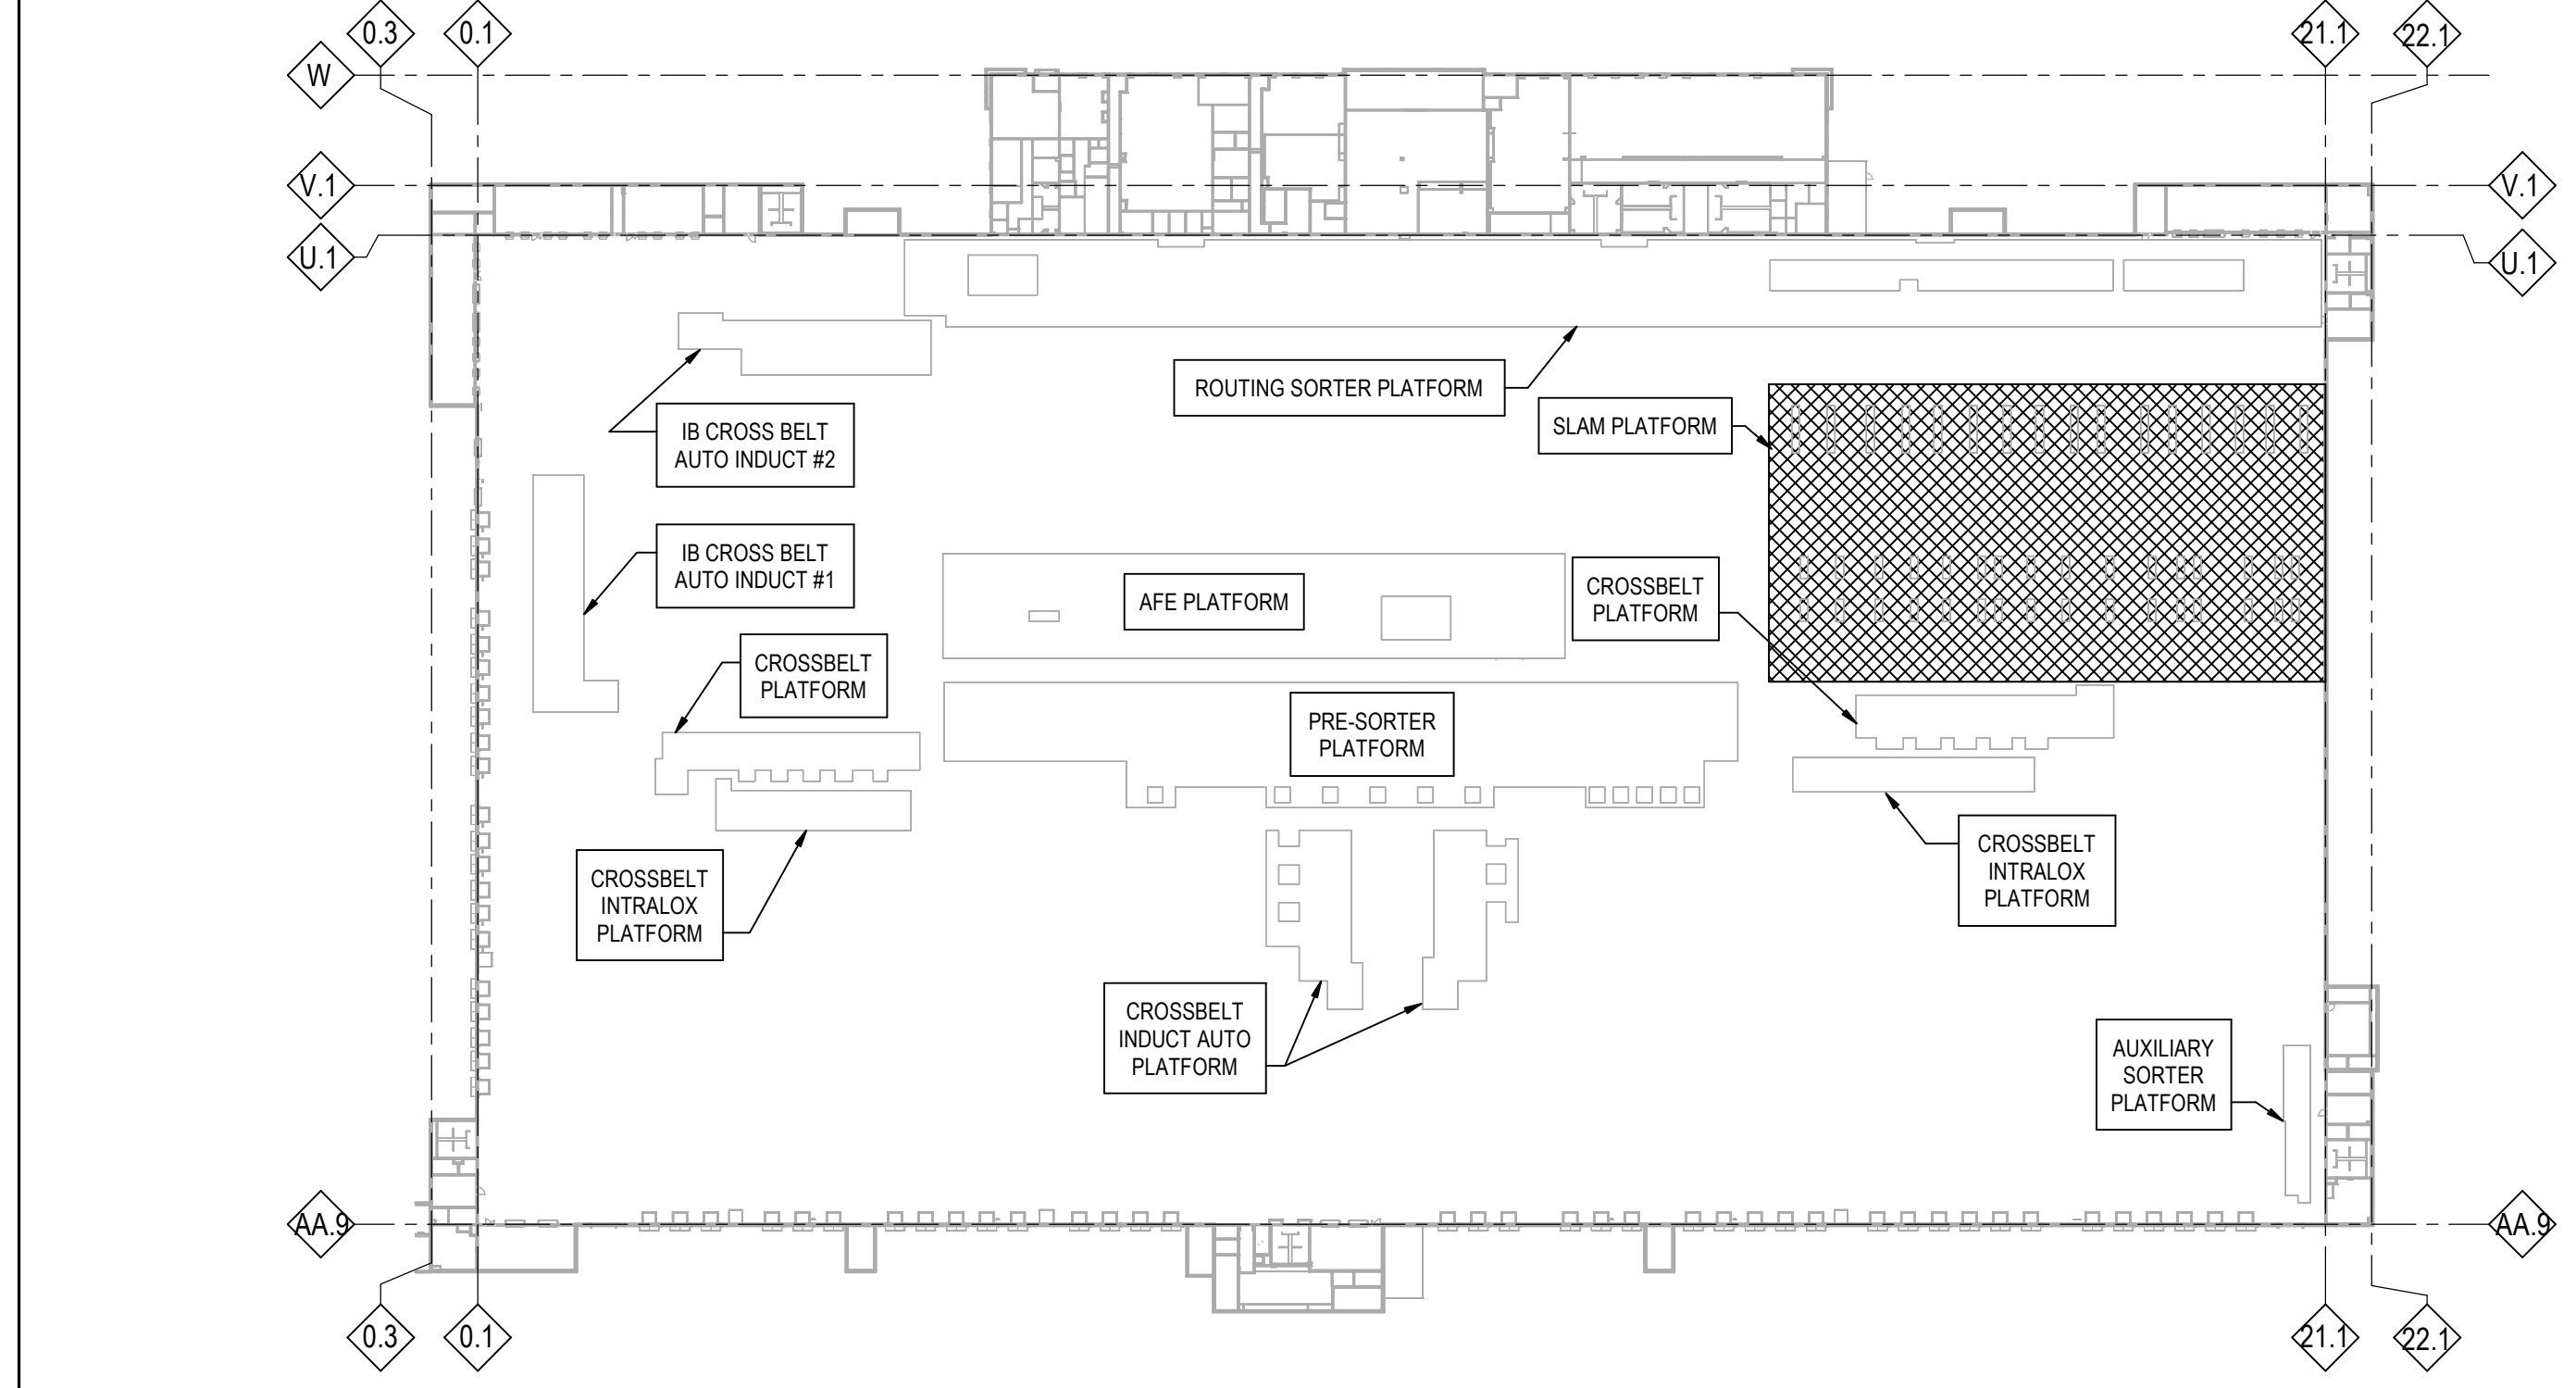 0.3
0.1
21.1
22.1
W
V.1
V.1
U.1
U.1
ROUTING SORTER PLATFORM
SLAM PLATFORM
IB CROSS BELT
AUTO INDUCT #2
IB CROSS BELT
AUTO INDUCT #1
AFE PLATFORM
CROSSBELT
PLATFORM
CROSSBELT
PLATFORM
PRE-SORTER
PLATFORM
CROSSBELT
INTRALOX
PLATFORM
CROSSBELT
INTRALOX
PLATFORM
CROSSBELT
INDUCT AUTO
PLATFORM
AUXILIARY
SORTER
PLATFORM
AA.9
AA.9
0.3
0.1
21.1
22.1